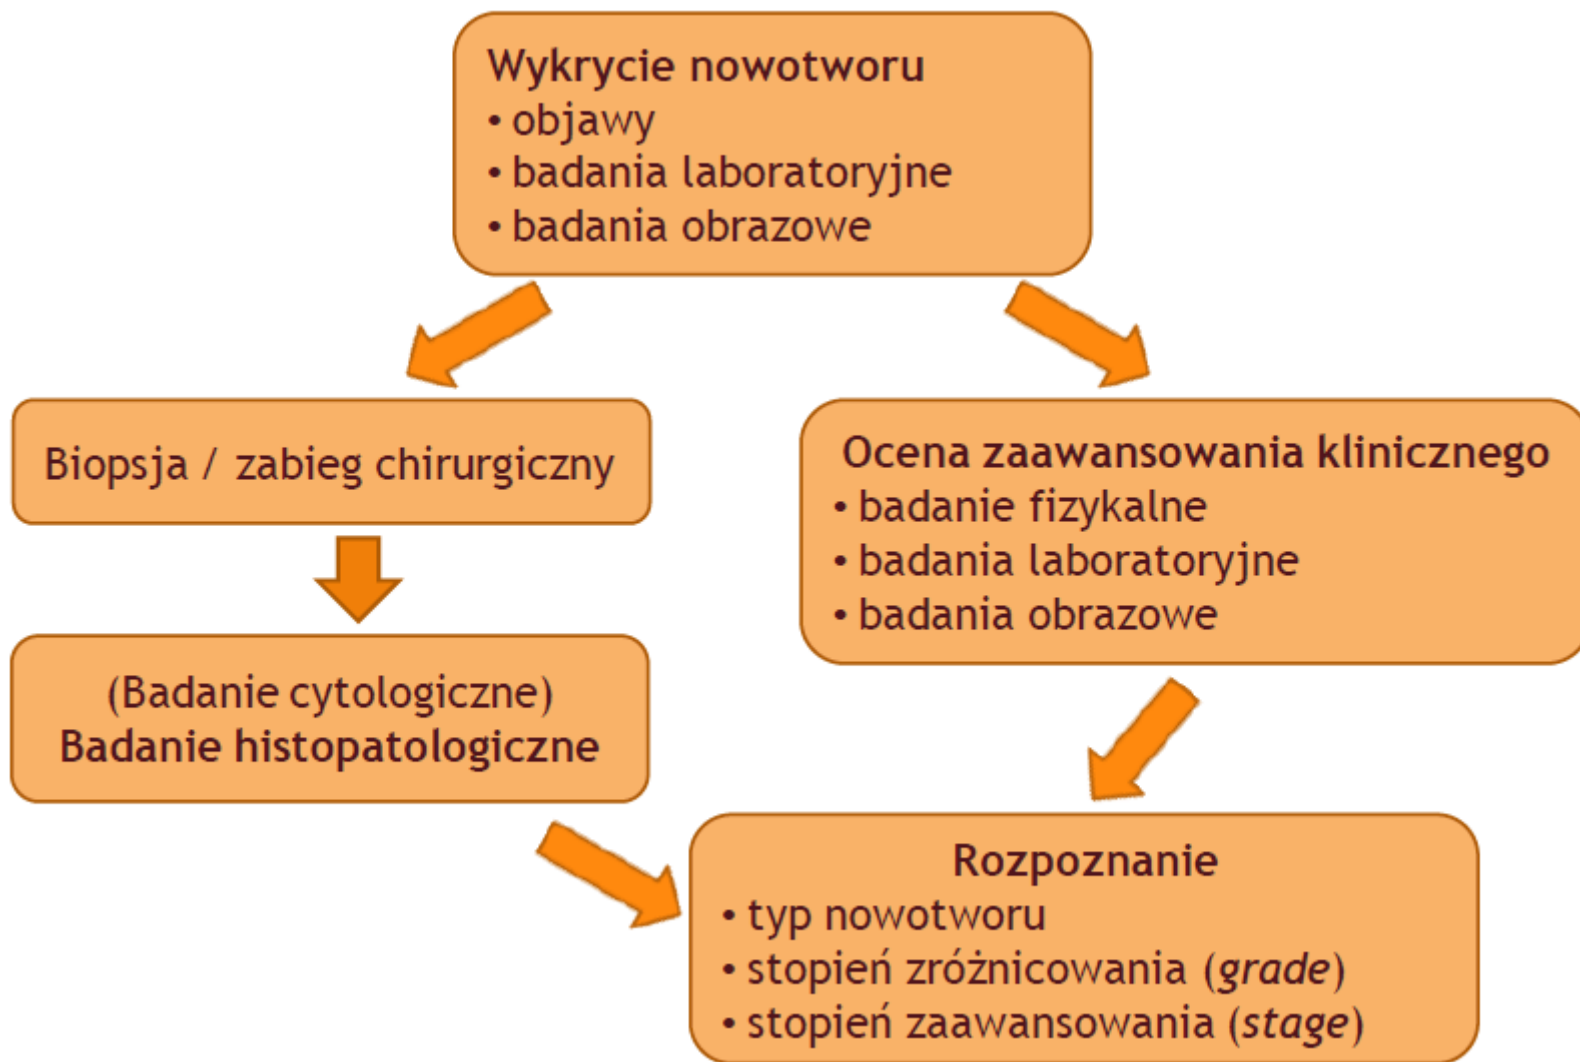 Wykrycie nowotworu
• objawy
• badania laboratoryjne
• badania obrazowe
Biopsja / zabieg chirurgiczny
Ocena zaawansowania klinicznego
• badanie fizykalne
• badania laboratoryjne
• badania obrazowe
(Badanie cytologiczne)
Badanie histopatologiczne
Rozpoznanie
• typ nowotworu
• stopień zróżnicowania (grade)
• stopień zaawansowania (stage)